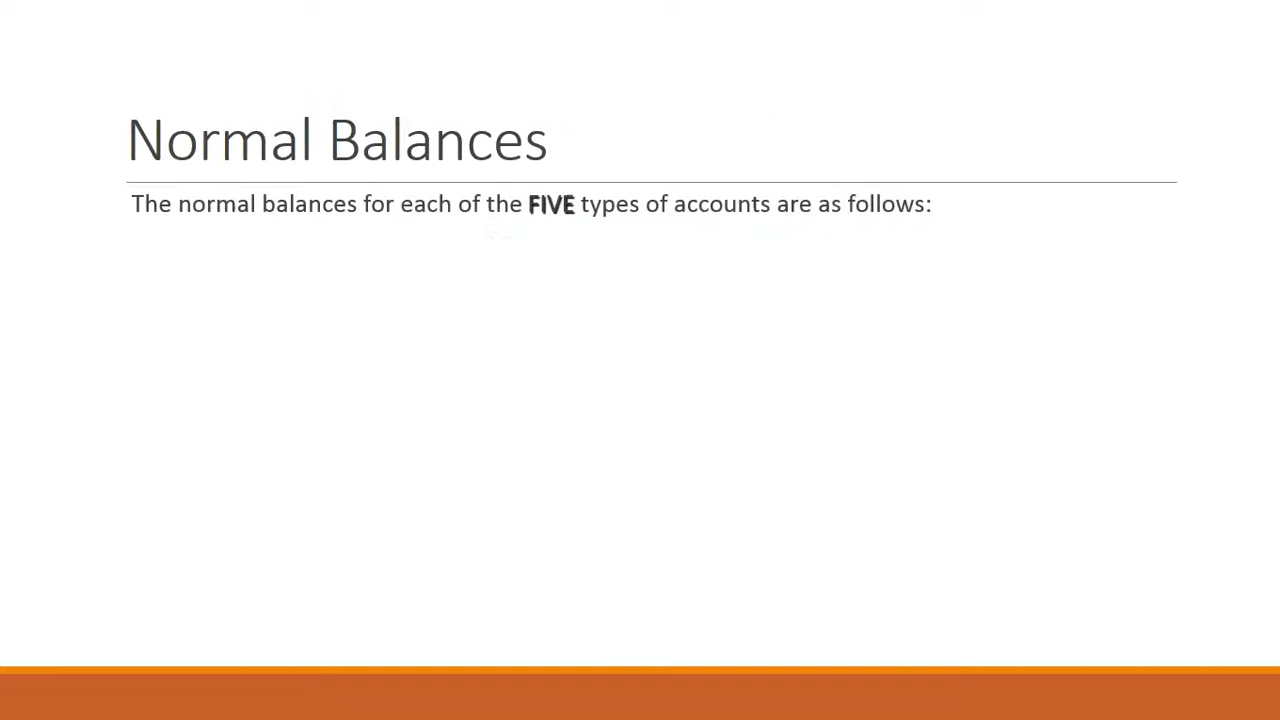 Normal Balances
The normal balances for each of the FIVE types of accounts are as follows: